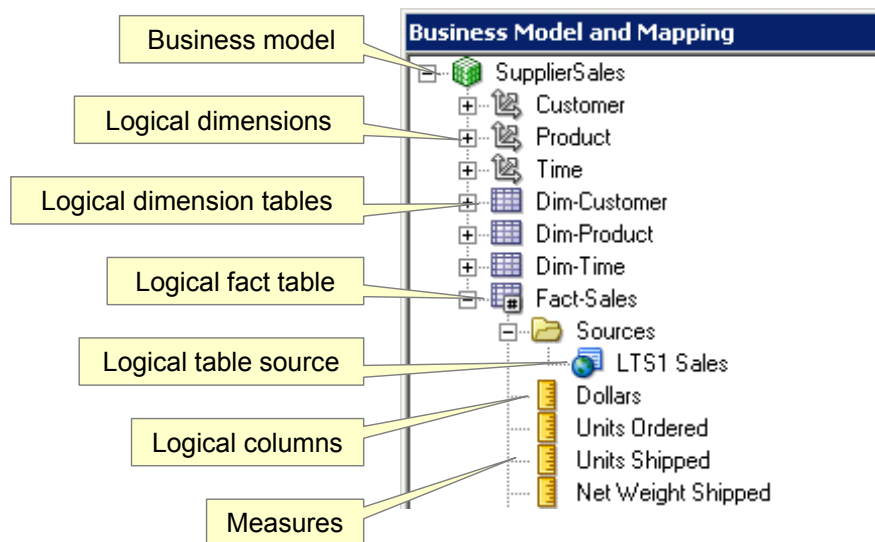 Business Model and Mapping
Business model
SupplierSales
Customer
Logical dimensions
Product
Time
Logical dimension tables
Dim-Customer
Dim-Product
Dim-Time
Logical fact table
Fact-Sales
Sources
Logical table source
LTS1 Sales
Dollars
Logical columns
Units Ordered
Units Shipped
Net Weight Shipped
Measures